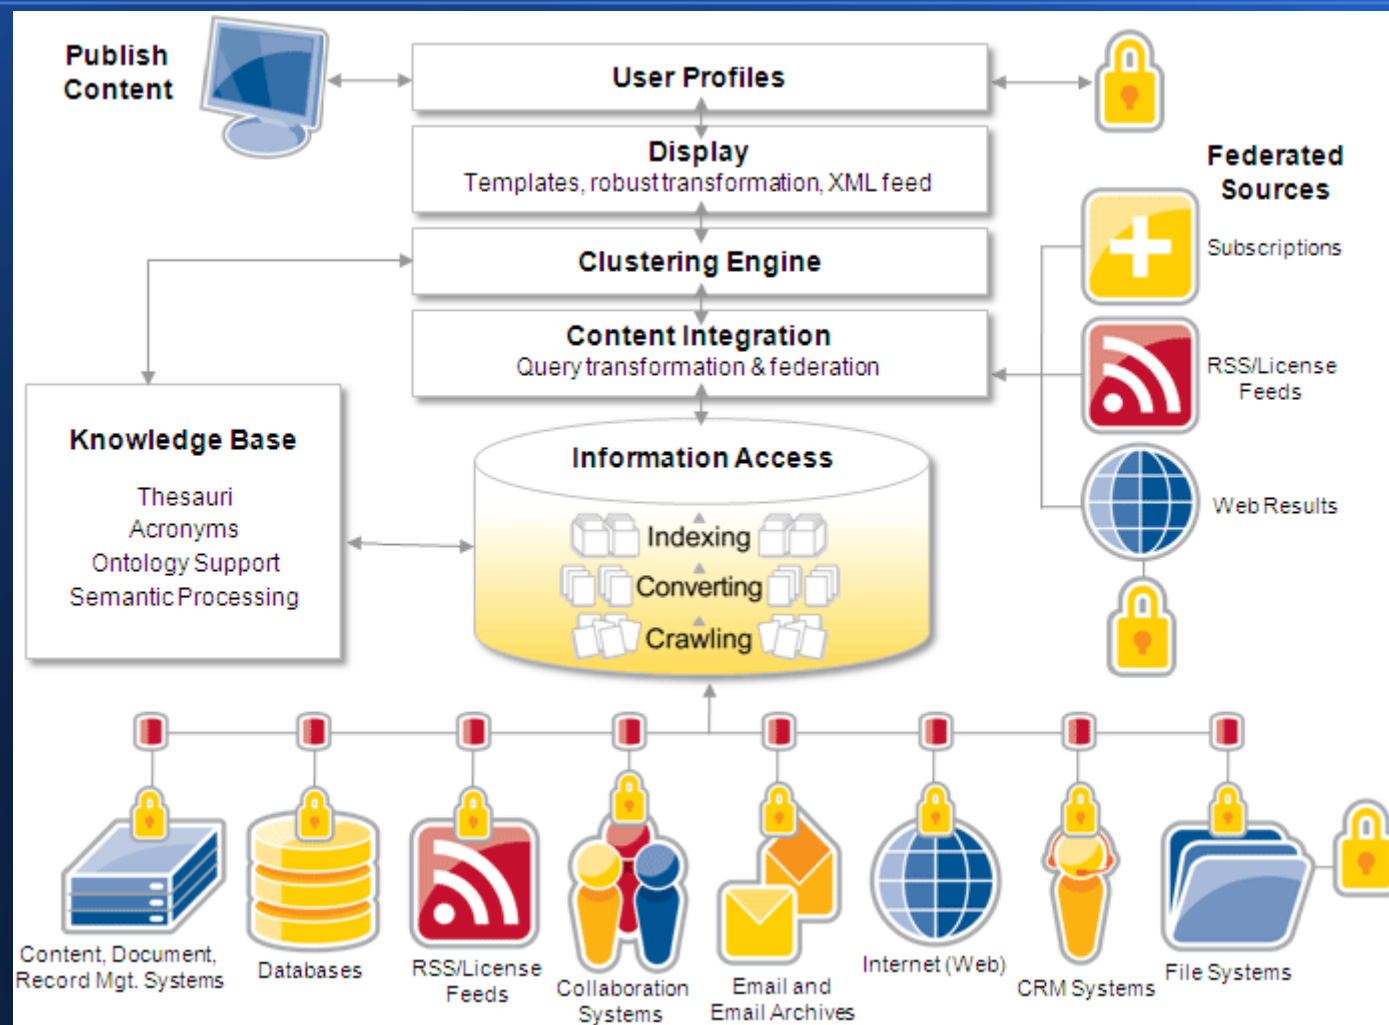 Publish
Content
User Profiles
Display
Templates, robust transformation, XML feed
Clustering Engine
Content Integration
Query transformation & federation
Federated
Sources
Subscriptions
RSS/License
Feeds
Web Results
Knowledge Base
Thesauri
Acronyms
Ontology Support
Semantic Processing
Information Access
Indexing
Converting
Crawling
Content, Document,
Record Mgt. Systems
Databases
RSS/License
Feeds
Collaboration
Systems
Email and
Email Archives
Internet (Web)
CRM Systems
File Systems